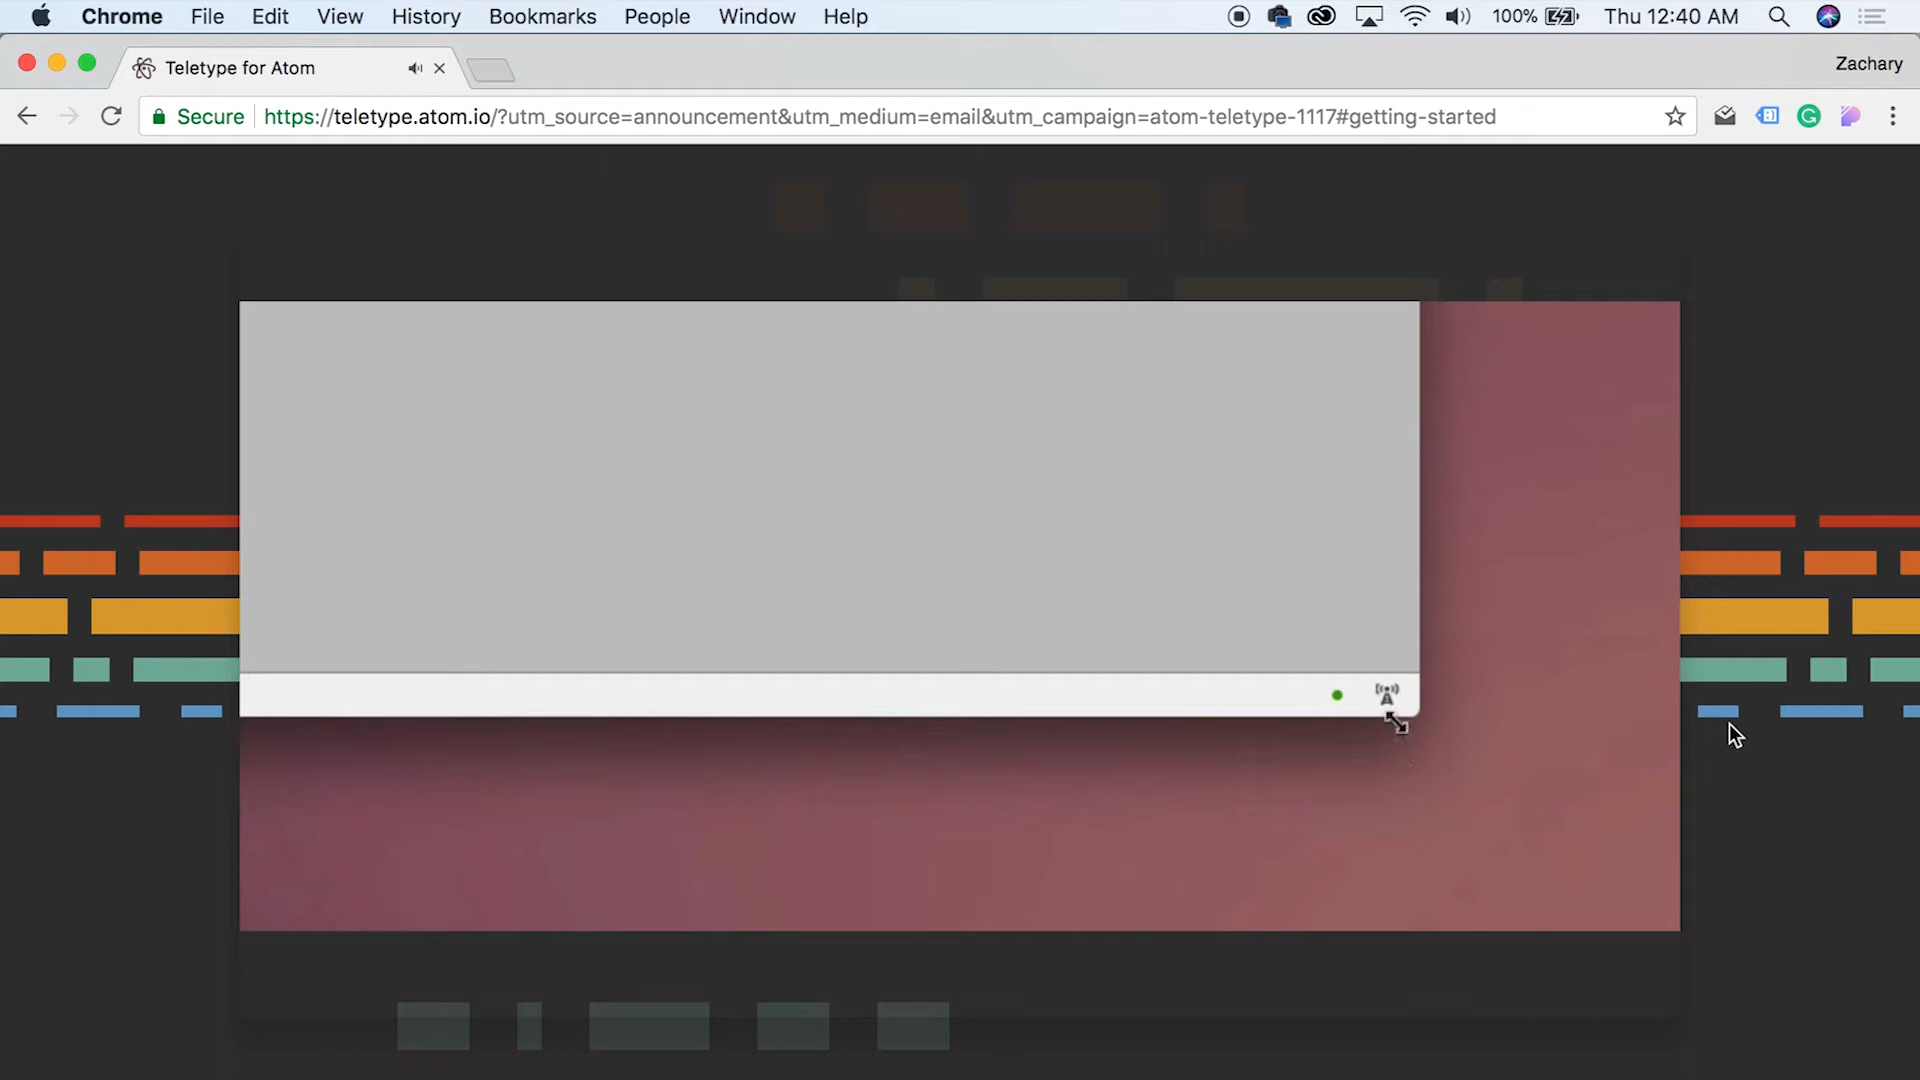 Chrome File Edit View History Bookmarks People Window Help 100% Thu 12:40 AM
Teletype for Atom
Zachary
Secure https://teletype.atom.io/?utm_source=announcement&utm_medium=email&utm_campaign=atom-teletype-1117#getting-started